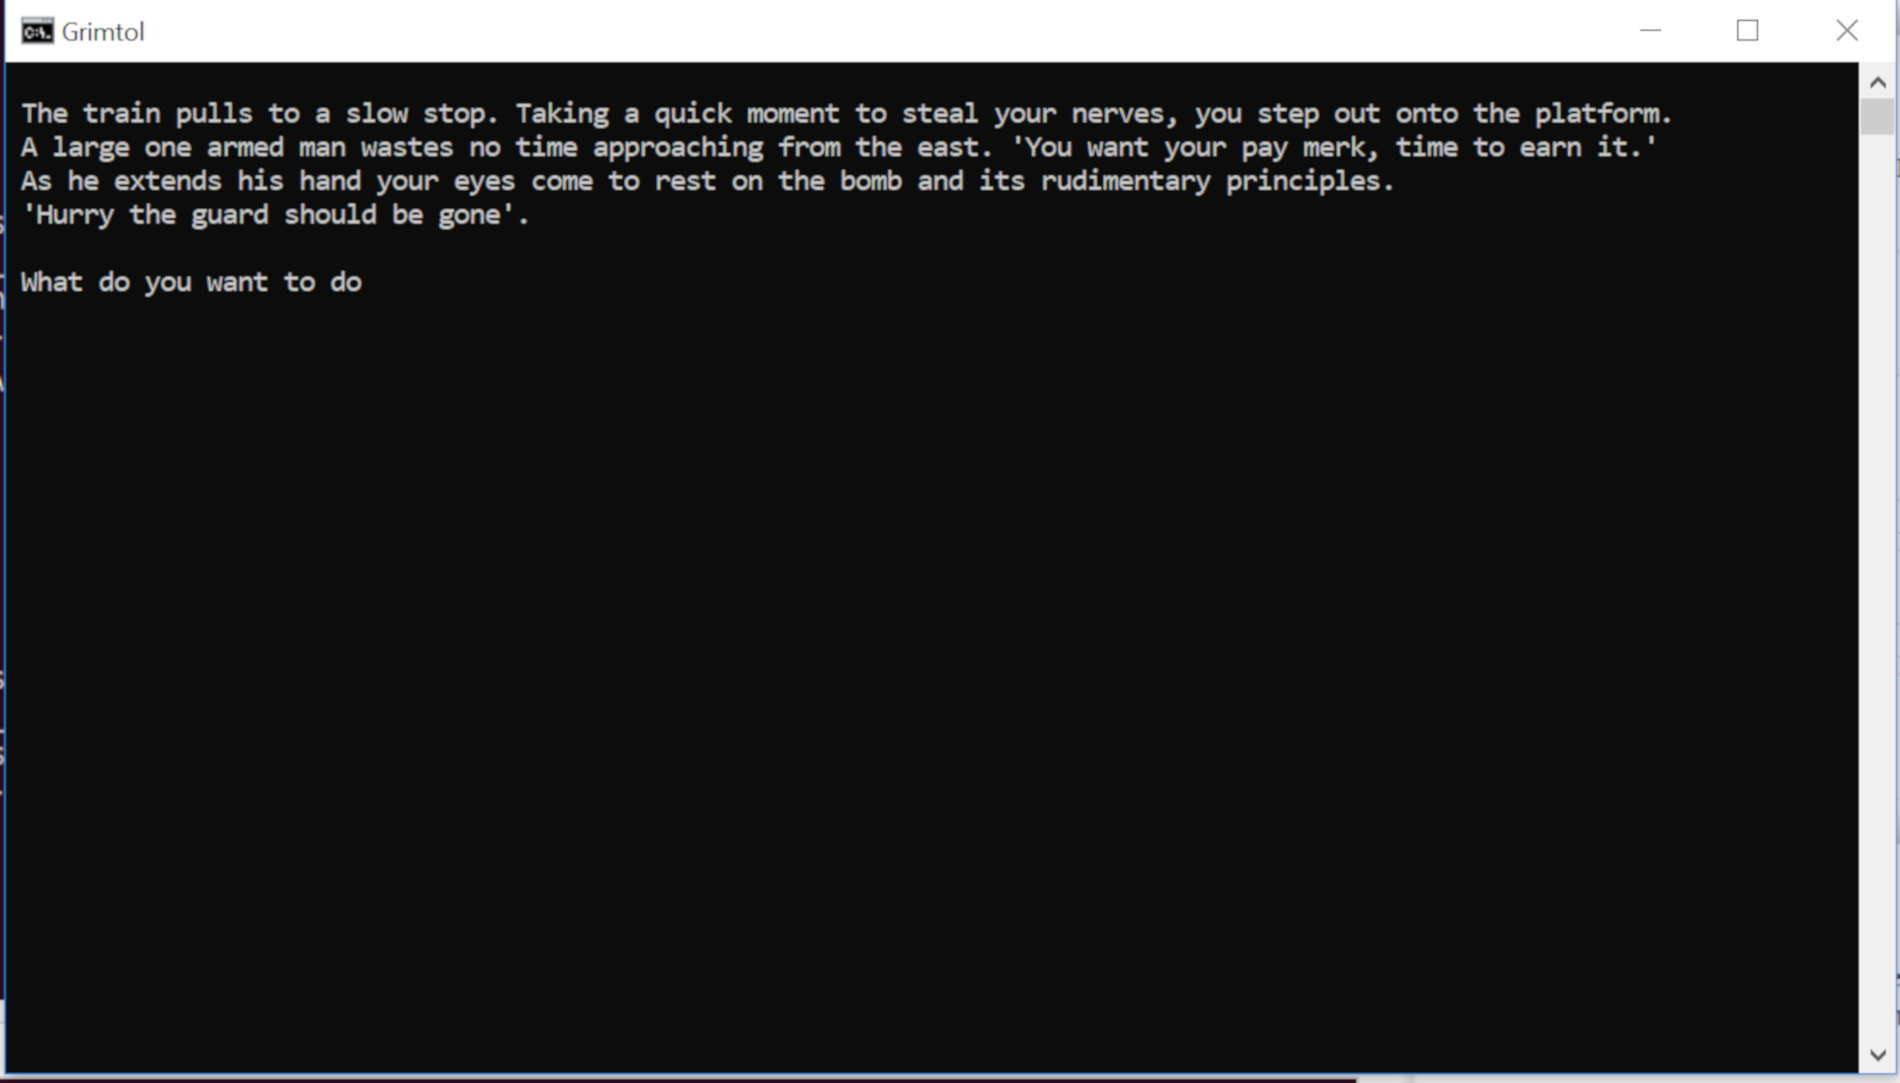 Grimtol
The train pulls to a slow stop. Taking a quick moment to steal your nerves, you step out onto the platform.
A large one armed man wastes no time approaching from the east. 'You want your pay merk, time to earn it.'
As he extends his hand your eyes come to rest on the bomb and its rudimentary principles.
'Hurry the guard should be gone'.
What do you want to do